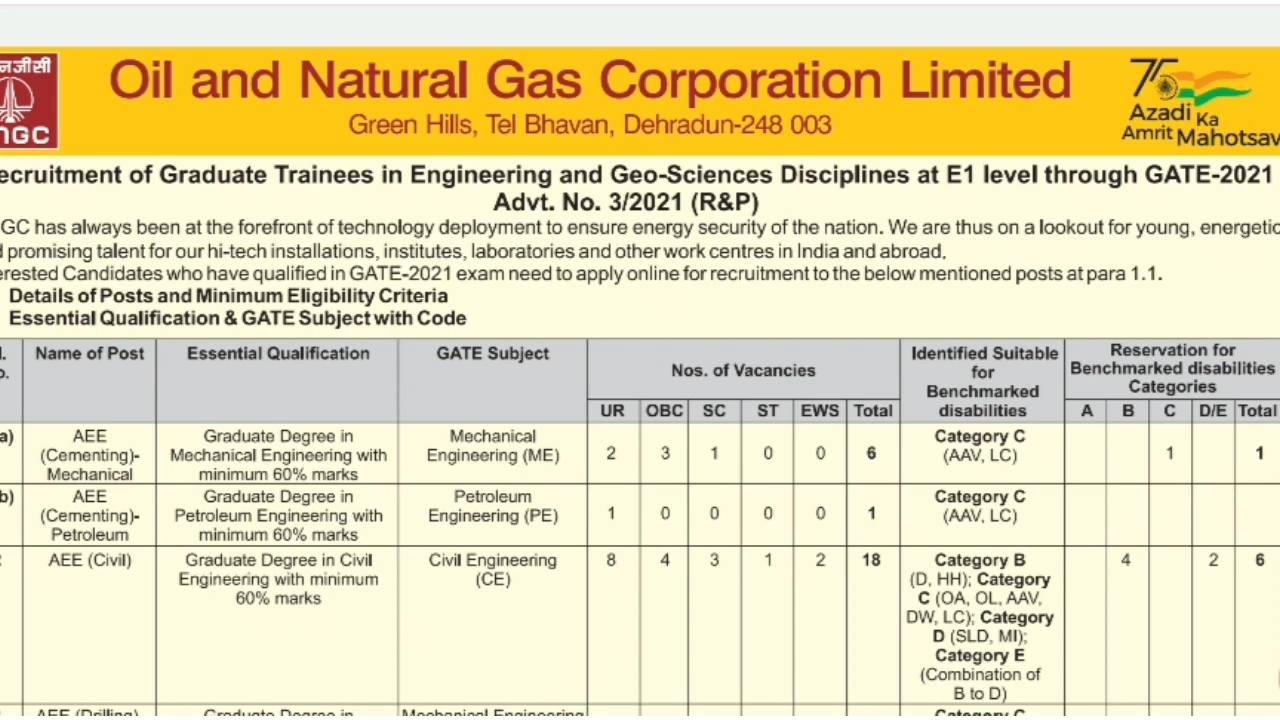 Oil and Natural Gas Corporation Limited
Green Hills, Tel Bhavan, Dehradun-248 003
Azadi Ka
Amrit Mahotsav
ecruitment of Graduate Trainees in Engineering and Geo-Sciences Disciplines at E1 level through GATE-2021
Advt. No. 3/2021 (R&P)
GC has always been at the forefront of technology deployment to ensure energy security of the nation. We are thus on a lookout for young, energetic
promising talent for our hi-tech installations, institutes, laboratories and other work centres in India and abroad.
erested Candidates who have qualified in GATE-2021 exam need to apply online for recruitment to the below mentioned posts at para 1.1.
Details of Posts and Minimum Eligibility Criteria
Essential Qualification & GATE Subject with Code
Name of Post Essential Qualification GATE Subject Nos. of Vacancies Identified Suitable for Benchmarked disabilities Reservation for Benchmarked disabilities Categories
UR OBC SC ST EWS Total A B C D/E Total
a) AEE Graduate Degree in Mechanical Category C
(Cementing)- Mechanical Engineering with Engineering (ME) 2 3 1 0 0 6 (AAV, LC) 1 1
Mechanical minimum 60% marks
b) AEE Graduate Degree in Petroleum Category C
(Cementing)- Petroleum Engineering with Engineering (PE) 1 0 0 0 0 1 (AAV, LC)
Petroleum minimum 60% marks
AEE (Civil) Graduate Degree in Civil Civil Engineering 8 4 3 1 2 18 Category B 4 2 6
Engineering with minimum (CE) (D, HH); Category
60% marks C (OA, OL, AAV,
DW, LC); Category
D (SLD, MI);
Category E
(Combination of
B to D)
AEE (Drilling) Graduate Degree in Mechanical Engineering Category C